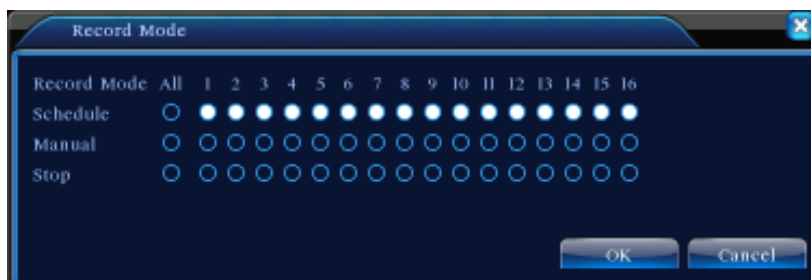 Record Mode
Record Mode All 1 2 3 4 5 6 7 8 9 10 11 12 13 14 15 16
Schedule
Manual
Stop
OK Cancel